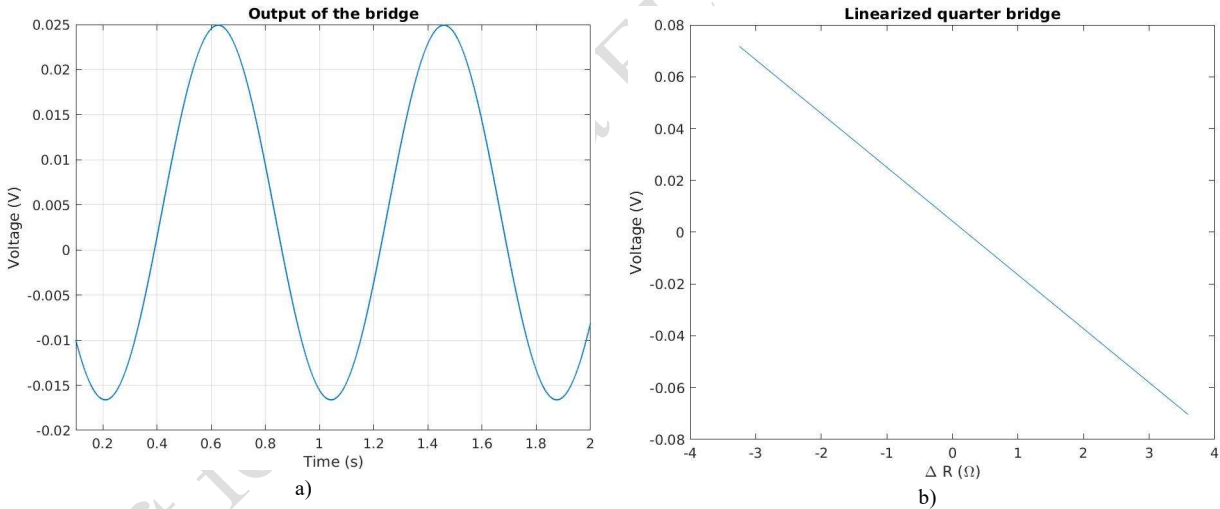 Output of the bridge
Voltage (V)
0.025
0.02
0.015
0.01
0.005
0
-0.005
-0.01
-0.015
-0.02
0.2 0.4 0.6 0.8 1 1.2 1.4 1.6 1.8 2
Time (s)
a)
Linearized quarter bridge
Voltage (V)
0.08
0.06
0.04
0.02
0
-0.02
-0.04
-0.06
-0.08
-4 -3 -2 -1 0 1 2 3 4
Δ R (Ω)
b)